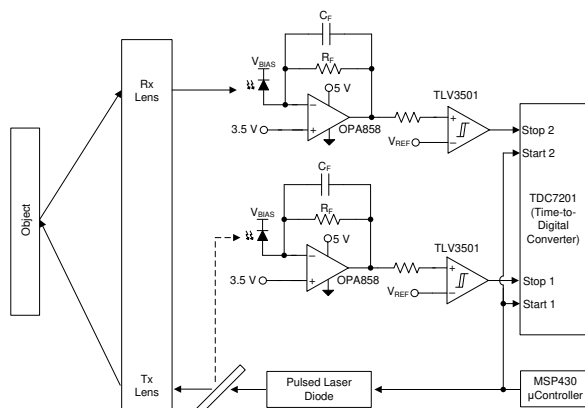 Object
Rx
Lens
Tx
Lens
CF
RF
VBIAS
5 V
3.5 V
OPA858
VREF
TLV3501
Stop 2
Start 2
CF
RF
VBIAS
5 V
3.5 V
OPA858
VREF
TLV3501
Stop 1
Start 1
TDC7201
(Time-to-
Digital
Converter)
Pulsed Laser
Diode
MSP430
µController